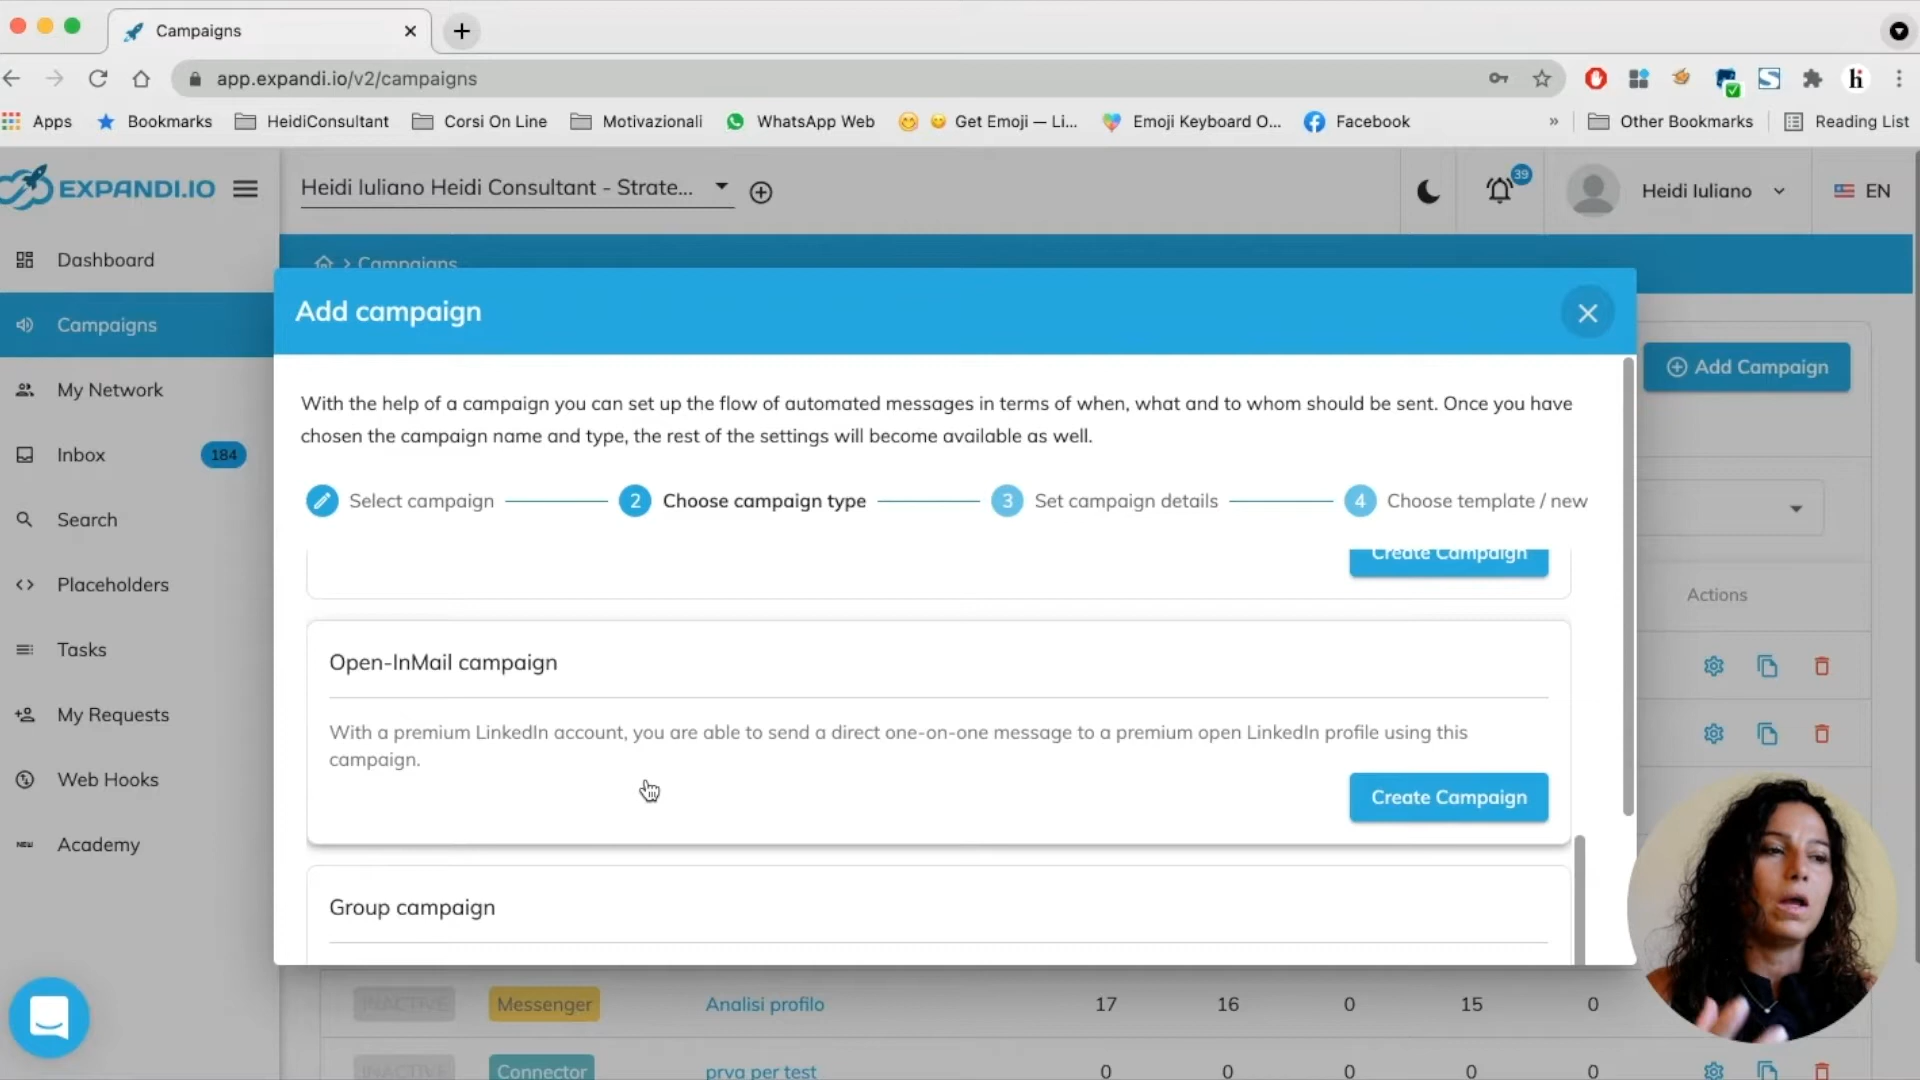 Campaigns
app.expandi.io/v2/campaigns
Apps Bookmarks HeidiConsultant Corsi On Line Motivazionali WhatsApp Web Get Emoji — Li... Emoji Keyboard O... Facebook » Other Bookmarks Reading List
EXPANDI.IO
Heidi Iuliano Heidi Consultant - Strate...
39
Heidi Iuliano
EN
Dashboard
Campaigns
My Network
Inbox 184
Search
Placeholders
Tasks
My Requests
Web Hooks
NEW Academy
> Campaigns
Add Campaign
Actions
Add campaign
With the help of a campaign you can set up the flow of automated messages in terms of when, what and to whom should be sent. Once you have
chosen the campaign name and type, the rest of the settings will become available as well.
Select campaign 2 Choose campaign type 3 Set campaign details 4 Choose template / new
Create Campaign
Open-InMail campaign
With a premium LinkedIn account, you are able to send a direct one-on-one message to a premium open LinkedIn profile using this
campaign.
Create Campaign
Group campaign
INACTIVE Messenger Analisi profilo 17 16 0 15 0
INACTIVE Connector prva per test 0 0 0 0 0